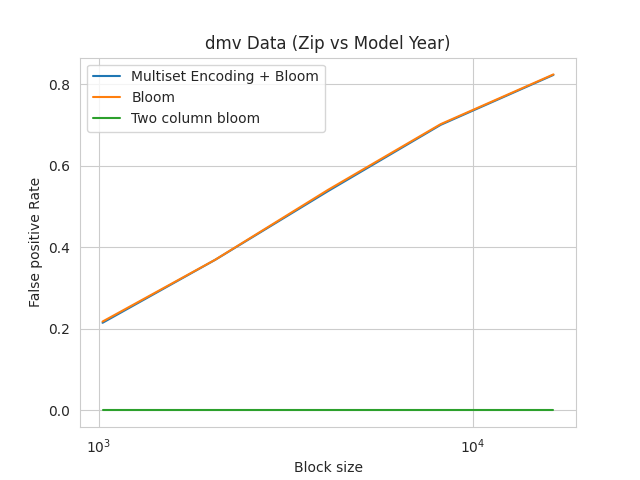 dmv Data (Zip vs Model Year)
Multiset Encoding + Bloom
Bloom
Two column bloom
False positive Rate
0.8
0.6
0.4
0.2
0.0
10³
10⁴
Block size